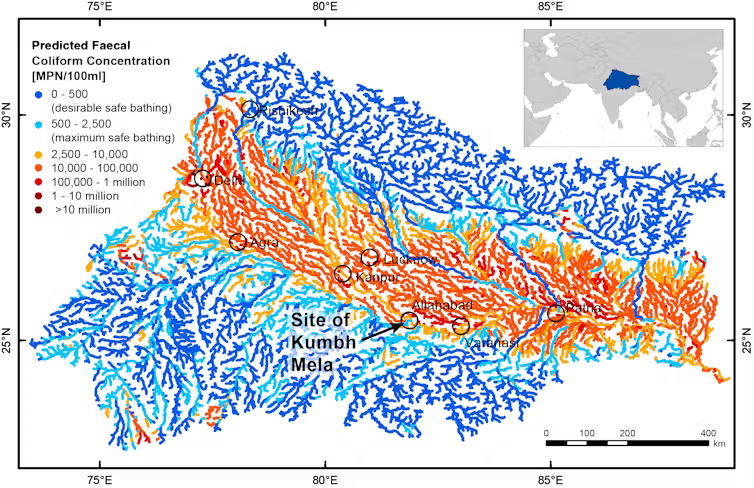 75°E
80°E
85°E
Predicted Faecal
Coliform Concentration
[MPN/100ml]
0 - 500
(desirable safe bathing)
500 - 2,500
(maximum safe bathing)
2,500 - 10,000
10,000 - 100,000
100,000 - 1 million
1 - 10 million
>10 million
30°N
30°N
Rishikesh
Delhi
Agra
Lucknow
Kanpur
Allahabad
Patna
Varanasi
Site of
Kumbh
Mela
25°N
25°N
0
100
200
400
km
75°E
80°E
85°E